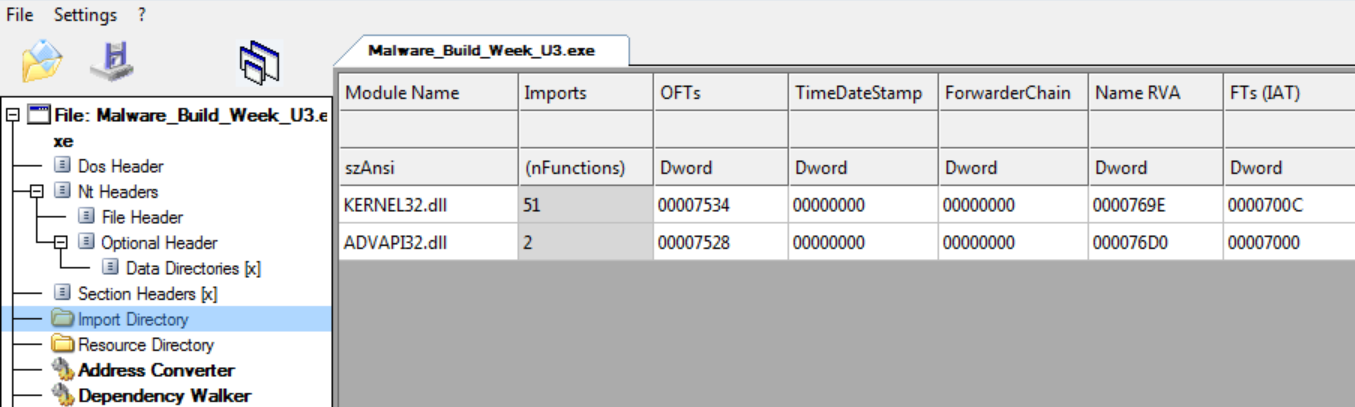 File Settings ?
Malware_Build_Week_U3.exe
Module Name Imports OFTs TimeDateStamp ForwarderChain Name RVA FTs (IAT)
szAnsi (nFunctions) Dword Dword Dword Dword Dword
KERNEL32.dll 51 00007534 00000000 00000000 0000769E 0000700C
ADVAPI32.dll 2 00007528 00000000 00000000 000076D0 00007000
File: Malware_Build_Week_U3.e
xe
Dos Header
Nt Headers
File Header
Optional Header
Data Directories [x]
Section Headers [x]
Import Directory
Resource Directory
Address Converter
Dependency Walker